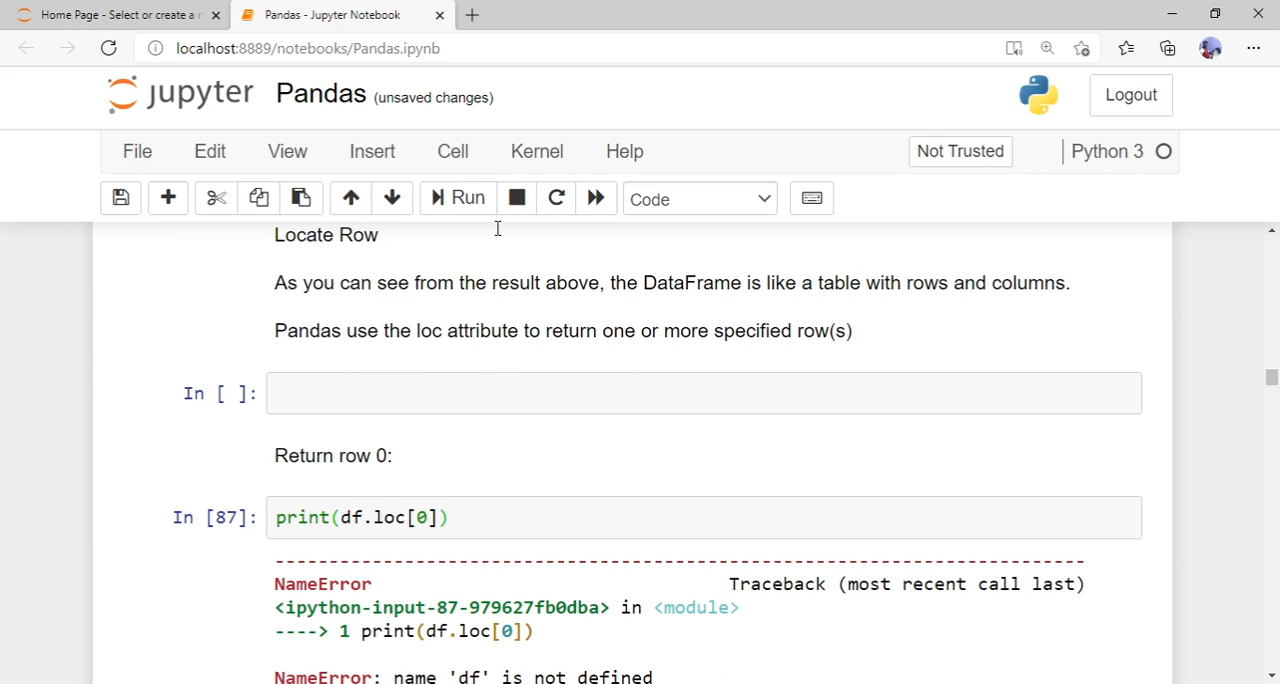 Home Page - Select or create a n
Pandas - Jupyter Notebook
localhost:8889/notebooks/Pandas.ipynb
jupyter Pandas (unsaved changes)
Logout
File Edit View Insert Cell Kernel Help Not Trusted Python 3
Run Code
Locate Row
As you can see from the result above, the DataFrame is like a table with rows and columns.
Pandas use the loc attribute to return one or more specified row(s)
In [ ]:
Return row 0:
In [87]: print(df.loc[0])
---------------------------------------------------------------------------
NameError Traceback (most recent call last)
<ipython-input-87-979627fb0dba> in <module>
----> 1 print(df.loc[0])
NameError: name 'df' is not defined